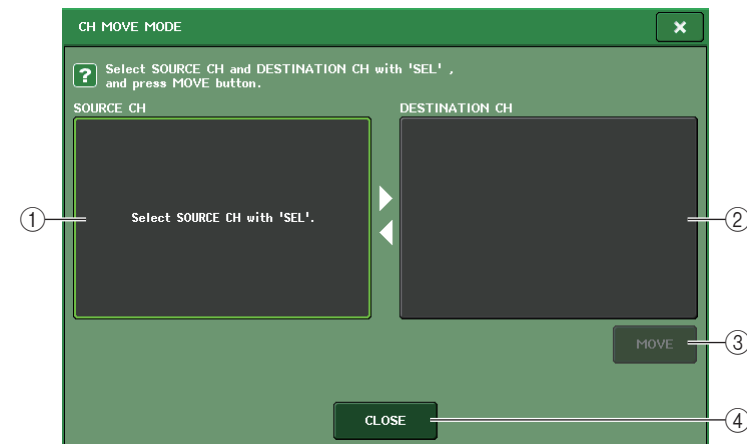 CH MOVE MODE
×
? Select SOURCE CH and DESTINATION CH with 'SEL' ,
and press MOVE button.
SOURCE CH
DESTINATION CH
① Select SOURCE CH with 'SEL'.
②
MOVE ③
CLOSE ④